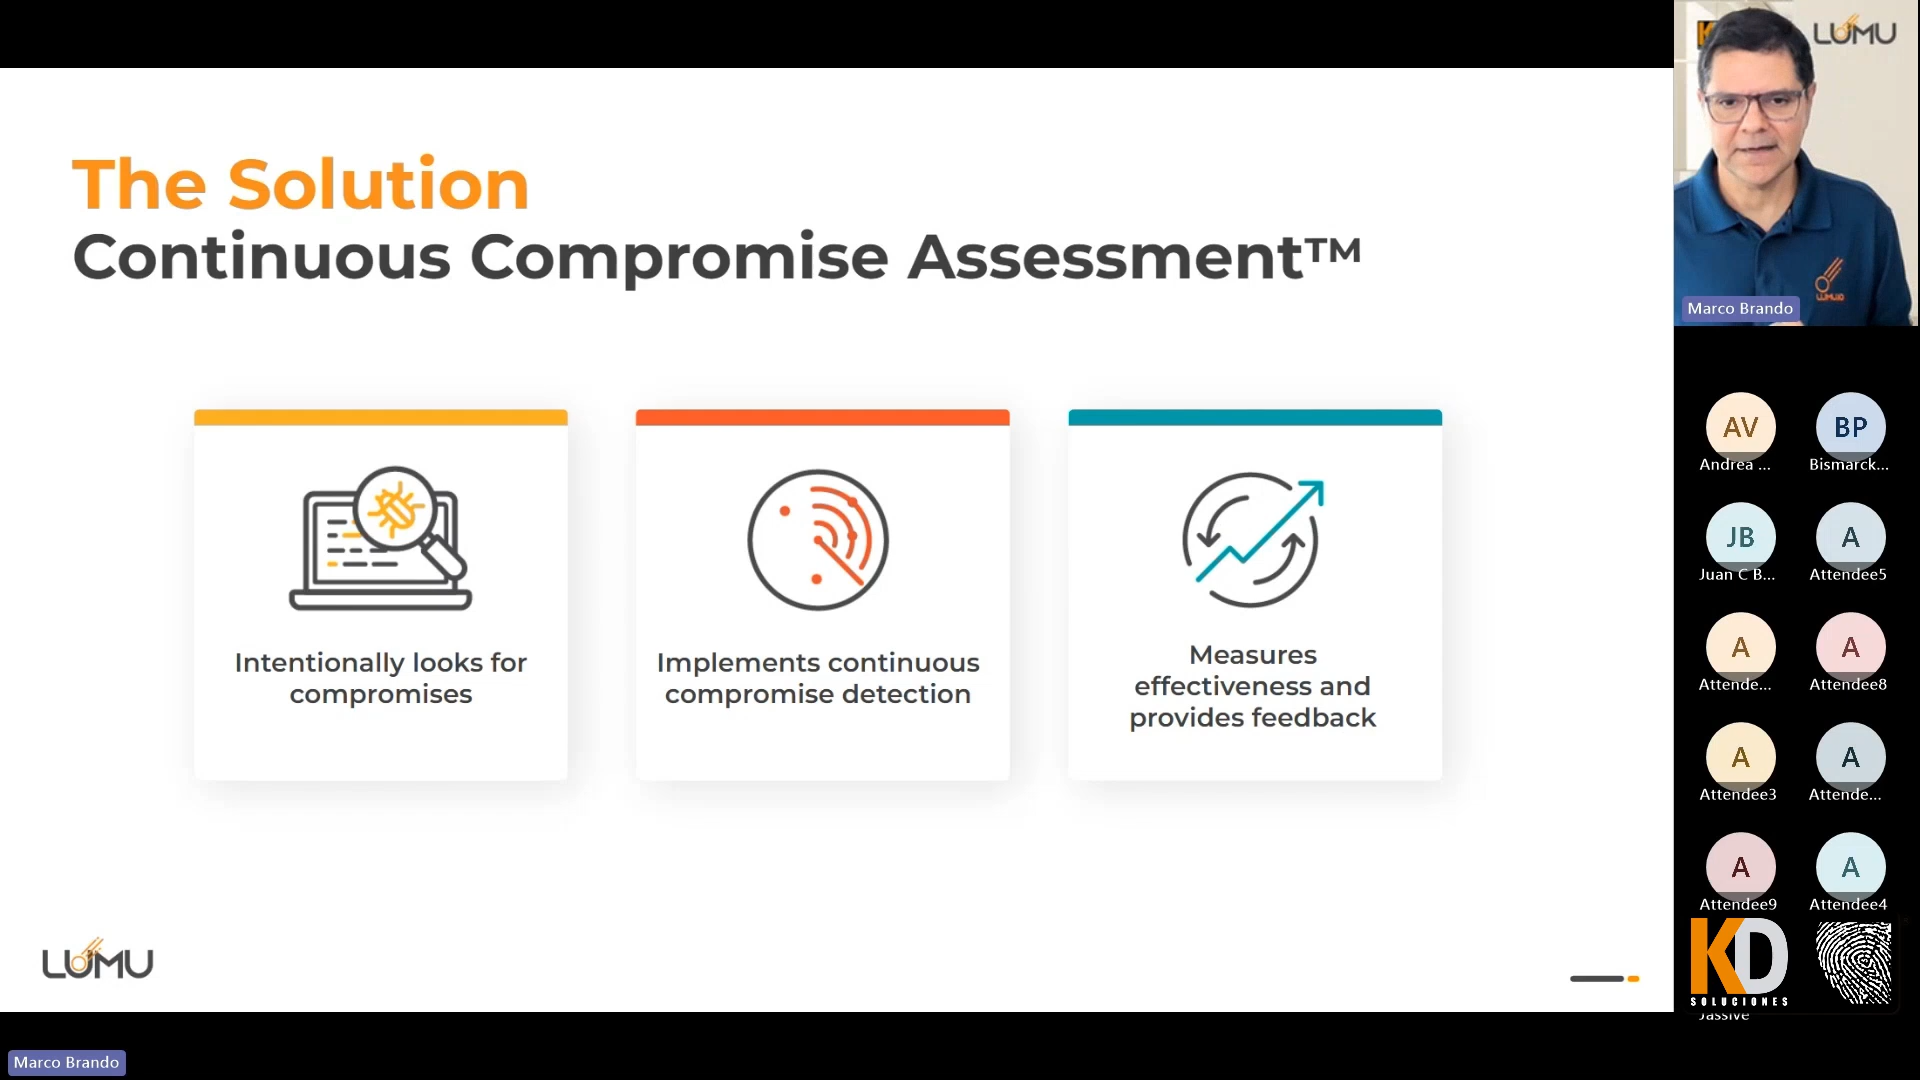 The Solution
Continuous Compromise Assessment™
Intentionally looks for
compromises
Implements continuous
compromise detection
Measures
effectiveness and
provides feedback
LUMU
Marco Brando
LUMU
LUMU
Marco Brando
AV
Andrea ...
BP
Bismarck...
JB
Juan C B...
A
Attendee5
A
Attende...
A
Attendee8
A
Attendee3
A
Attende...
A
Attendee9
A
Attendee4
KD
SOLUCIONES
Jassive